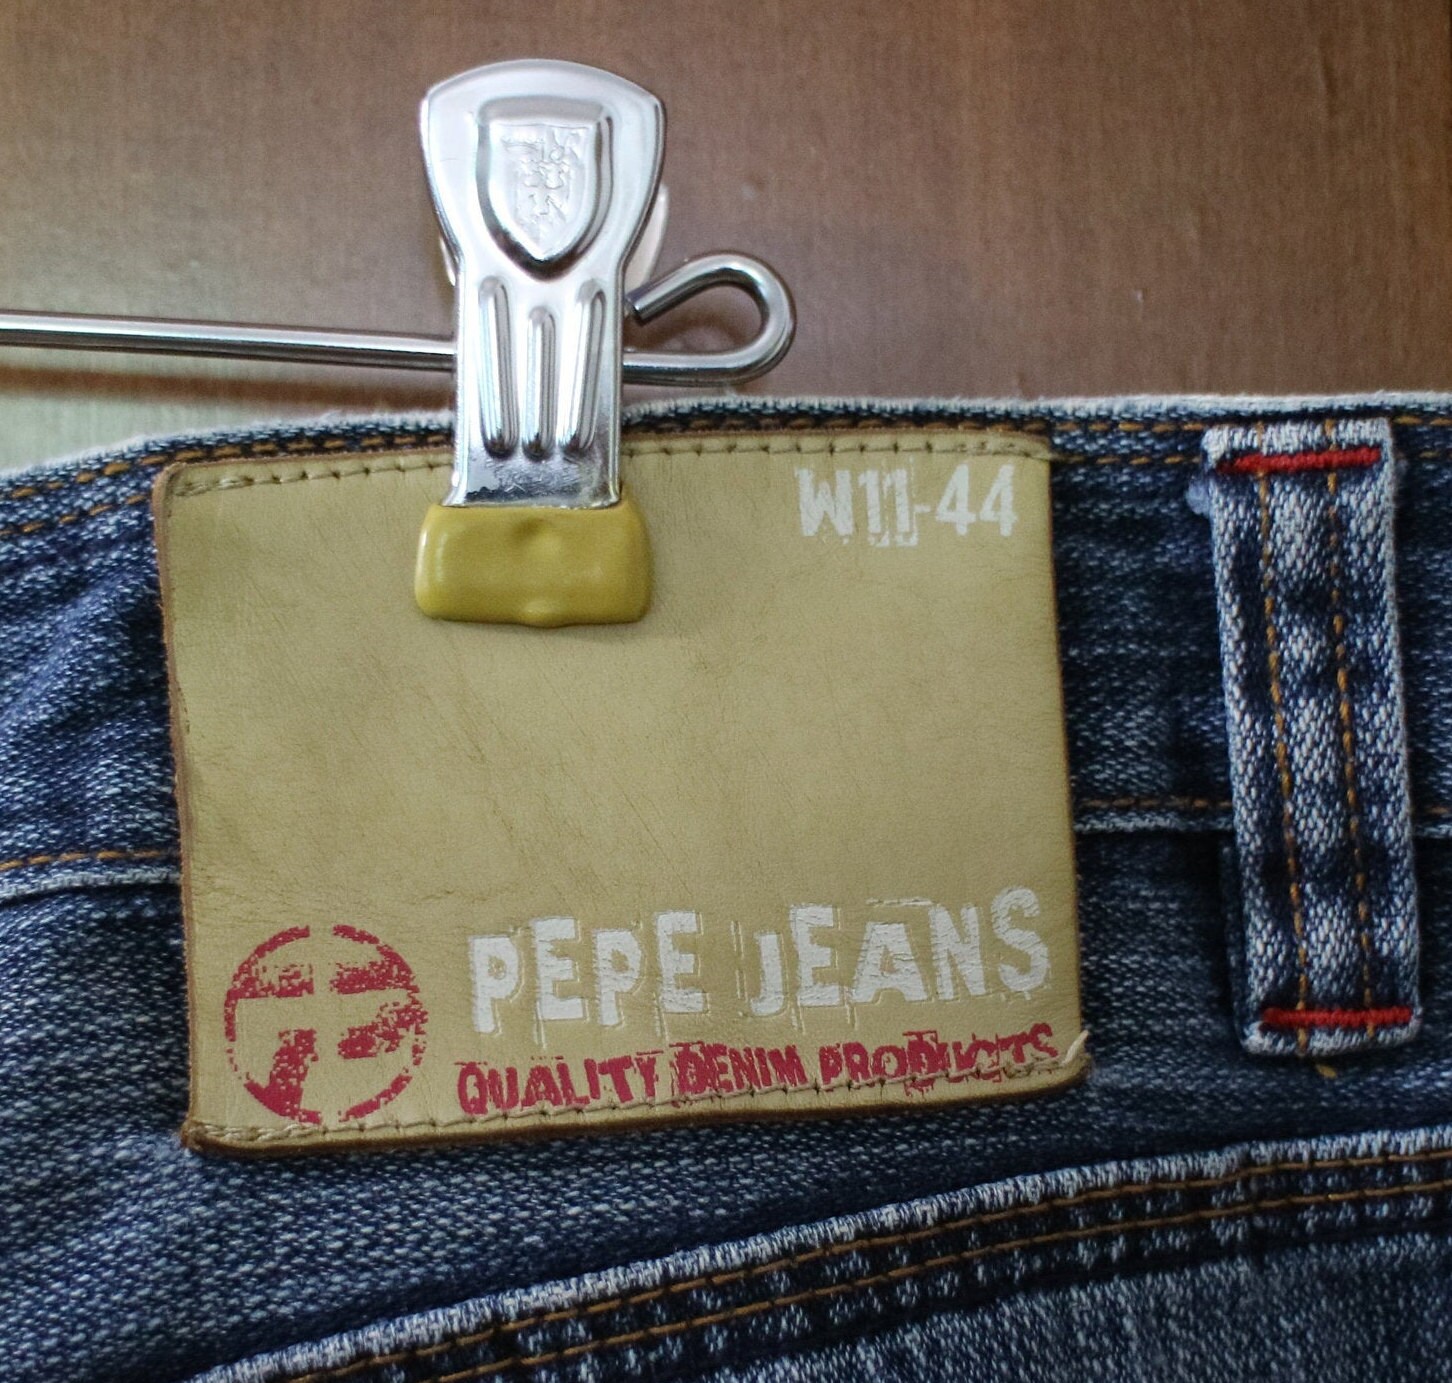 W11-44
PEPE JEANS
QUALITY DENIM PRODUCTS